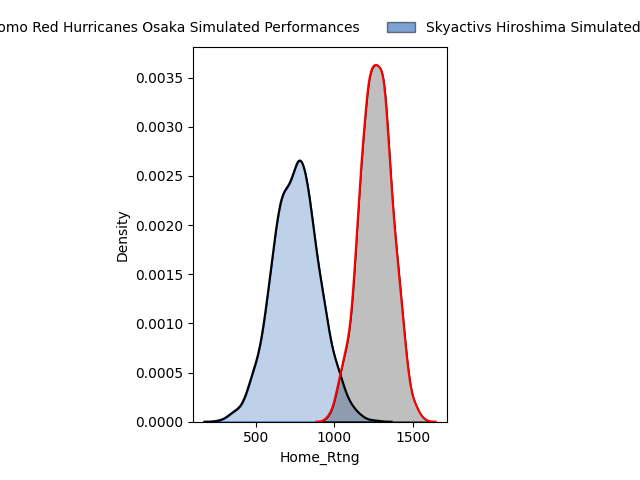 omo Red Hurricanes Osaka Simulated Performances Skyactivs Hiroshima Simulated
0.0035
0.0030
0.0025
0.0020
0.0015
0.0010
0.0005
0.0000
Density
500 1000 1500
Home_Rtng